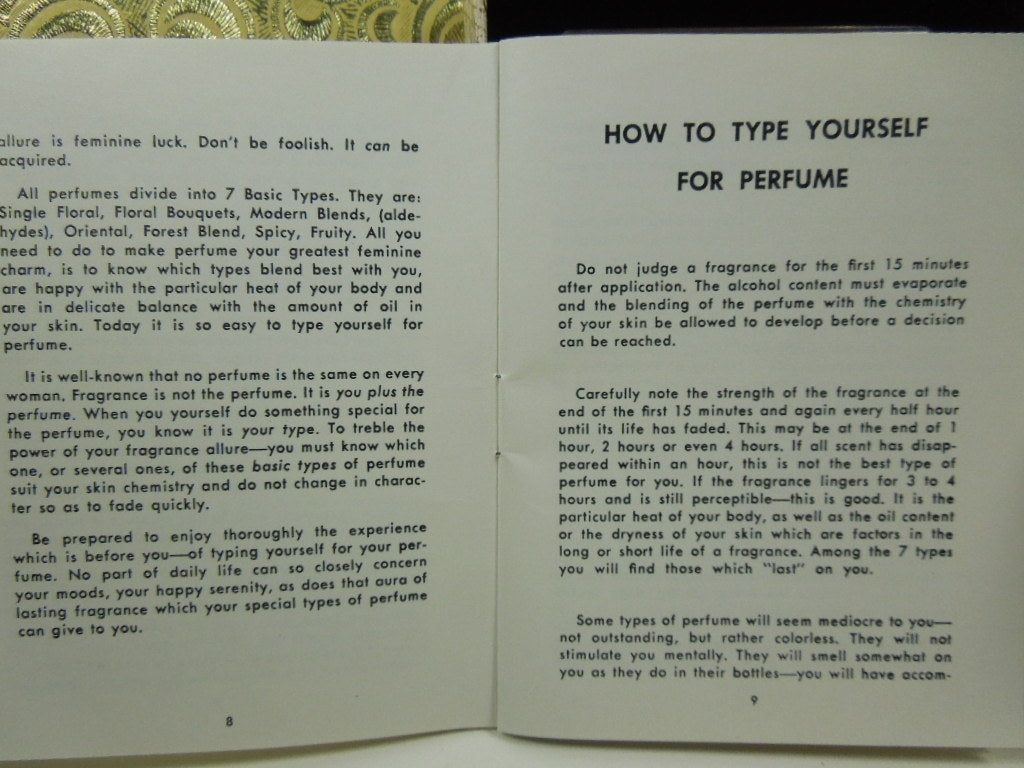 allure is feminine luck. Don't be foolish. It can be
acquired.
All perfumes divide into 7 Basic Types. They are:
Single Floral, Floral Bouquets, Modern Blends, (alde-
hydes), Oriental, Forest Blend, Spicy, Fruity. All you
need to do to make perfume your greatest feminine
charm, is to know which types blend best with you,
are happy with the particular heat of your body and
are in delicate balance with the amount of oil in
your skin. Today it is so easy to type yourself for
perfume.
It is well-known that no perfume is the same on every
woman. Fragrance is not the perfume. It is you plus the
perfume. When you yourself do something special for
the perfume, you know it is your type. To treble the
power of your fragrance allure—you must know which
one, or several ones, of these basic types of perfume
suit your skin chemistry and do not change in charac-
ter so as to fade quickly.
Be prepared to enjoy thoroughly the experience
which is before you—of typing yourself for your per-
fume. No part of daily life can so closely concern
your moods, your happy serenity, as does that aura of
lasting fragrance which your special types of perfume
can give to you.
8
HOW TO TYPE YOURSELF
FOR PERFUME
Do not judge a fragrance for the first 15 minutes
after application. The alcohol content must evaporate
and the blending of the perfume with the chemistry
of your skin be allowed to develop before a decision
can be reached.
Carefully note the strength of the fragrance at the
end of the first 15 minutes and again every half hour
until its life has faded. This may be at the end of 1
hour, 2 hours or even 4 hours. If all scent has disap-
peared within an hour, this is not the best type of
perfume for you. If the fragrance lingers for 3 to 4
hours and is still perceptible—this is good. It is the
particular heat of your body, as well as the oil content
or the dryness of your skin which are factors in the
long or short life of a fragrance. Among the 7 types
you will find those which "last" on you.
Some types of perfume will seem mediocre to you—
not outstanding, but rather colorless. They will not
stimulate you mentally. They will smell somewhat on
you as they do in their bottles—you will have accom-
9